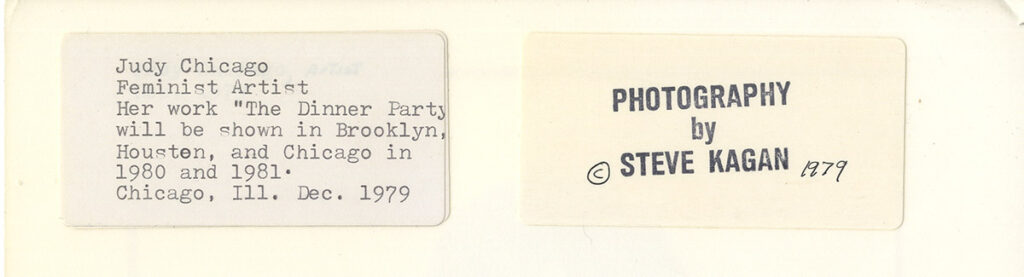 Judy Chicago
Feminist Artist
Her work "The Dinner Party
will be shown in Brooklyn,
Houston, and Chicago in
1980 and 1981.
Chicago, Ill. Dec. 1979
PHOTOGRAPHY
by
© STEVE KAGAN 1979